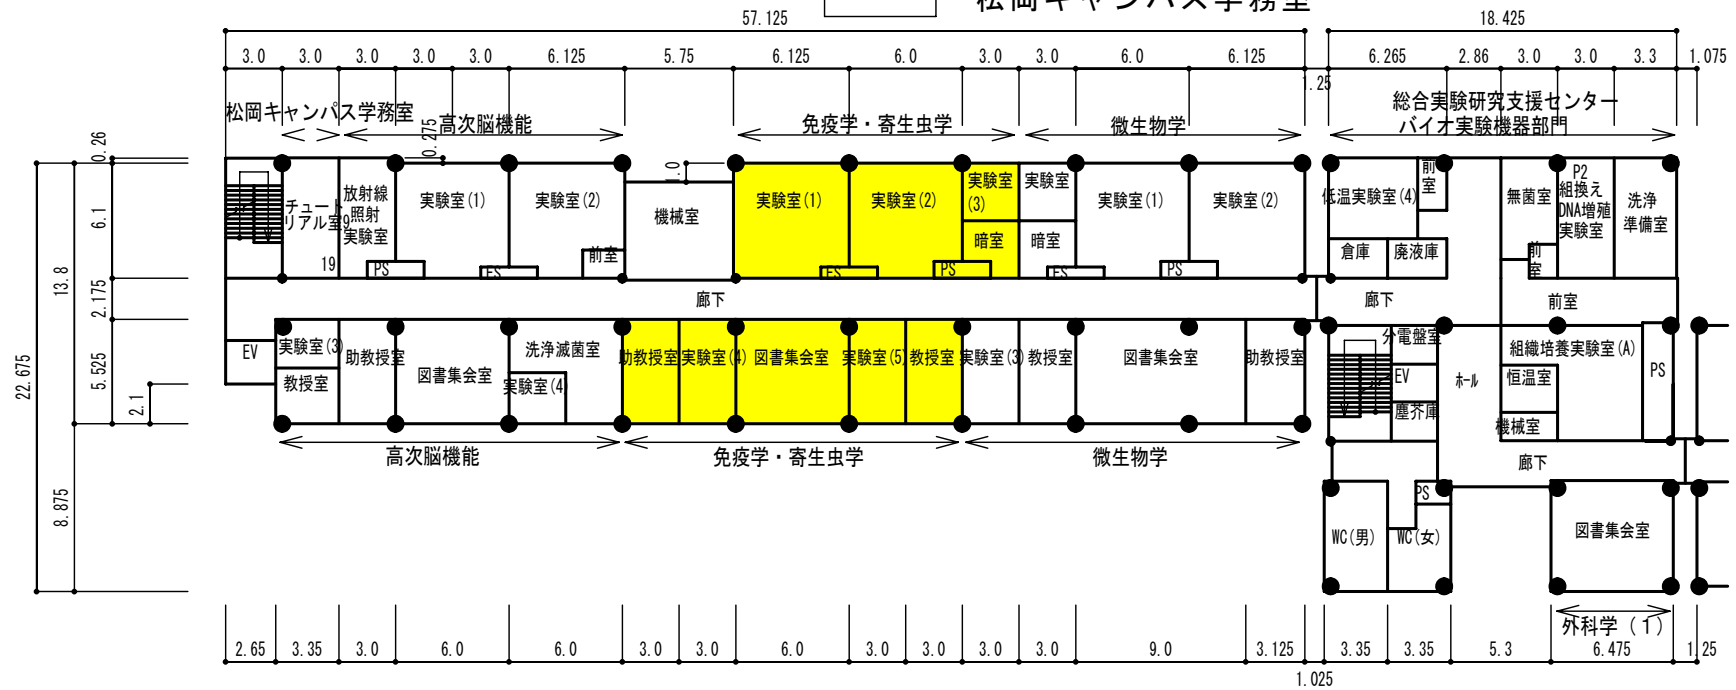 松岡キャンパス学務室
57.125
18.425
3.0 3.0 3.0 3.0 3.0 6.125 5.75 6.125 6.0 3.0 3.0 6.0 6.125 1.25 6.265 2.86 3.0 3.0 3.3 1.075
松岡キャンパス学務室
高次脳機能
免疫学・寄生虫学
微生物学
総合実験研究支援センター
バイオ実験機器部門
0.26
0.275
1.0
6.1
13.8
2.175
5.525
22.675
2.1
8.875
チュート
リアル室9
19
放射線
照射
実験室
PS
実験室(1)
実験室(2)
前室
機械室
実験室(1)
実験室(2)
実験室
(3)
暗室
PS
実験室
暗室
実験室(1)
PS
実験室(2)
低温実験室(4)
前
室
倉庫
廃液庫
無菌室
前
室
P2
組換え
DNA増殖
実験室
洗浄
準備室
廊下
廊下
前室
EV
実験室(3)
教授室
助教授室
図書集会室
洗浄滅菌室
実験室(4)
助教授室
実験室(4)
図書集会室
実験室(5)
教授室
実験室(3)
教授室
図書集会室
助教授室
分電盤室
EV
塵芥庫
ホール
組織培養実験室(A)
恒温室
機械室
PS
高次脳機能
免疫学・寄生虫学
微生物学
廊下
WC(男)
WC(女)
PS
図書集会室
外科学（1）
2.65 3.35 3.0 6.0 6.0 3.0 3.0 6.0 3.0 3.0 3.0 3.0 9.0 3.125 1.025 3.35 3.35 5.3 6.475 1.25